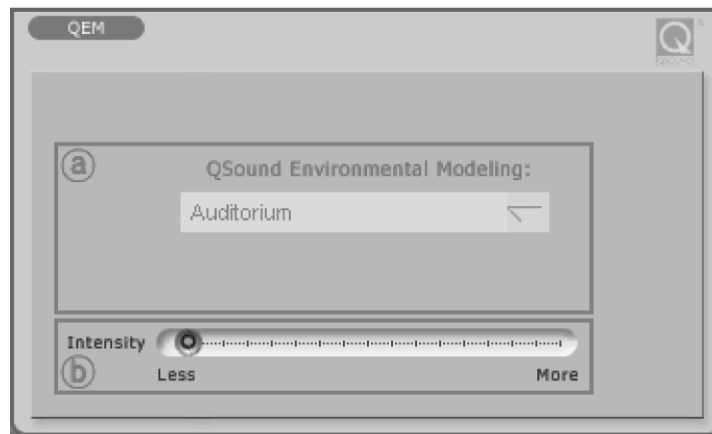 QEM
Q
ⓐ
QSound Environmental Modeling:
Auditorium
Intensity
ⓑ
Less More